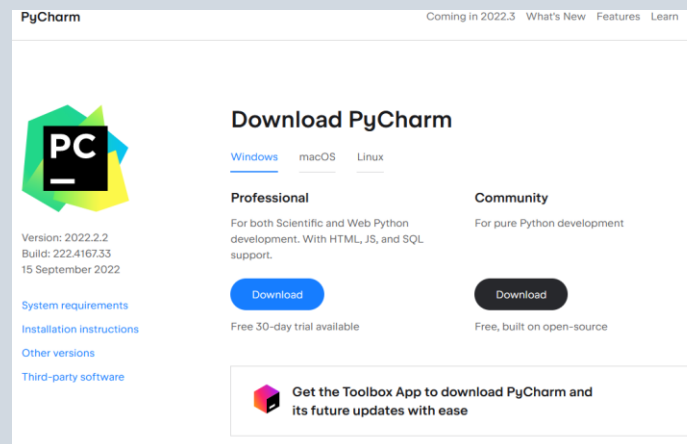 PyCharm
Coming in 2022.3 What's New Features Learn
PC
Version: 2022.2.2
Build: 222.4167.33
15 September 2022
System requirements
Installation instructions
Other versions
Third-party software
Download PyCharm
Windows macOS Linux
Professional
For both Scientific and Web Python
development. With HTML, JS, and SQL
support.
Download
Free 30-day trial available
Community
For pure Python development
Download
Free, built on open-source
Get the Toolbox App to download PyCharm and
its future updates with ease